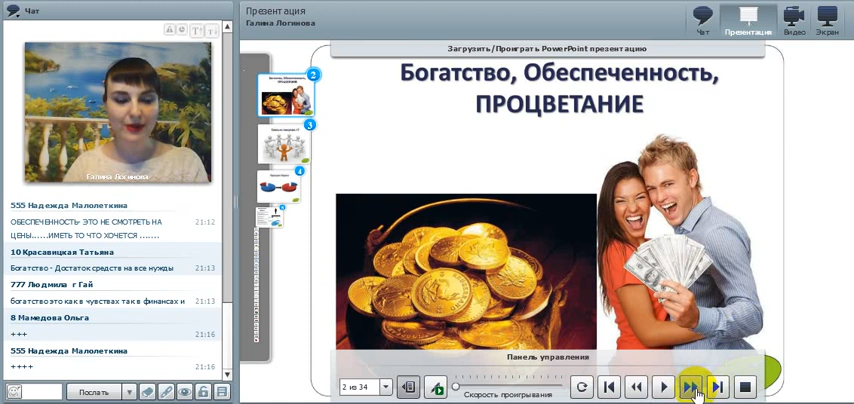 Чат
Галина Логинова
555 Надежда Малолеткина
ОБЕСПЕЧЕННОСТЬ- ЭТО НЕ СМОТРЕТЬ НА 21:12
ЦЕНЫ......ИМЕТЬ ТО ЧТО ХОЧЕТСЯ .......
10 Красавицкая Татьяна
Богатство - Достаток средств на все нужды 21:13
777 Людмила г Гай
богатство это как в чувствах так в финансах и 21:13
8 Мамедова Ольга
+++ 21:16
555 Надежда Малолеткина
++++ 21:16
Послать
Презентация
Галина Логинова
Чат Презентация Видео Экран
Загрузить/Проиграть PowerPoint презентацию
2
3
4
Богатство, Обеспеченность,
ПРОЦВЕТАНИЕ
Панель управления
2 из 34
Скорость проигрывания